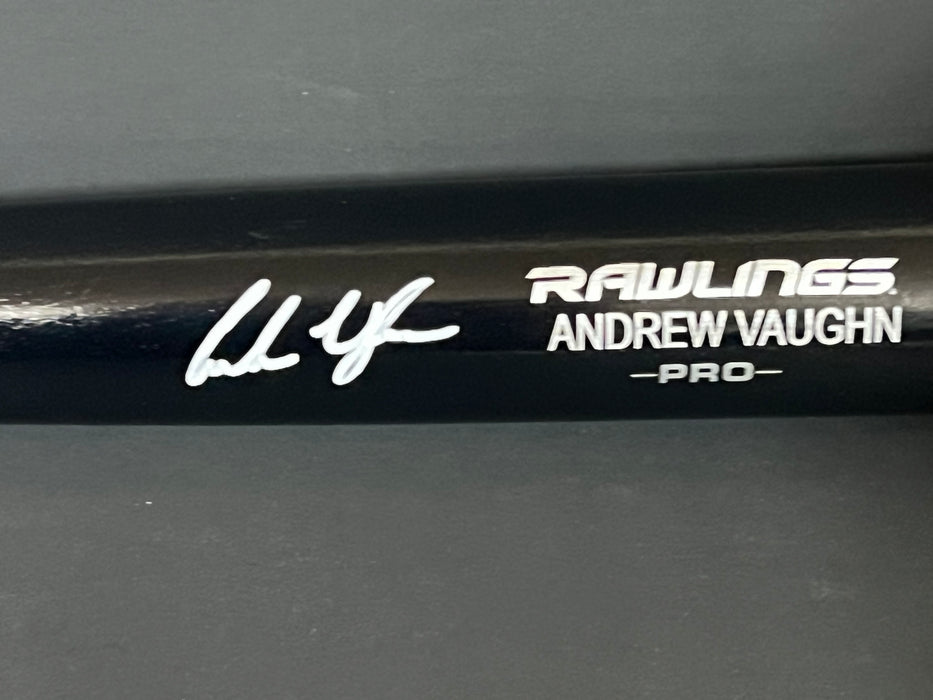 RAWLINGS
ANDREW VAUGHN
-PRO-